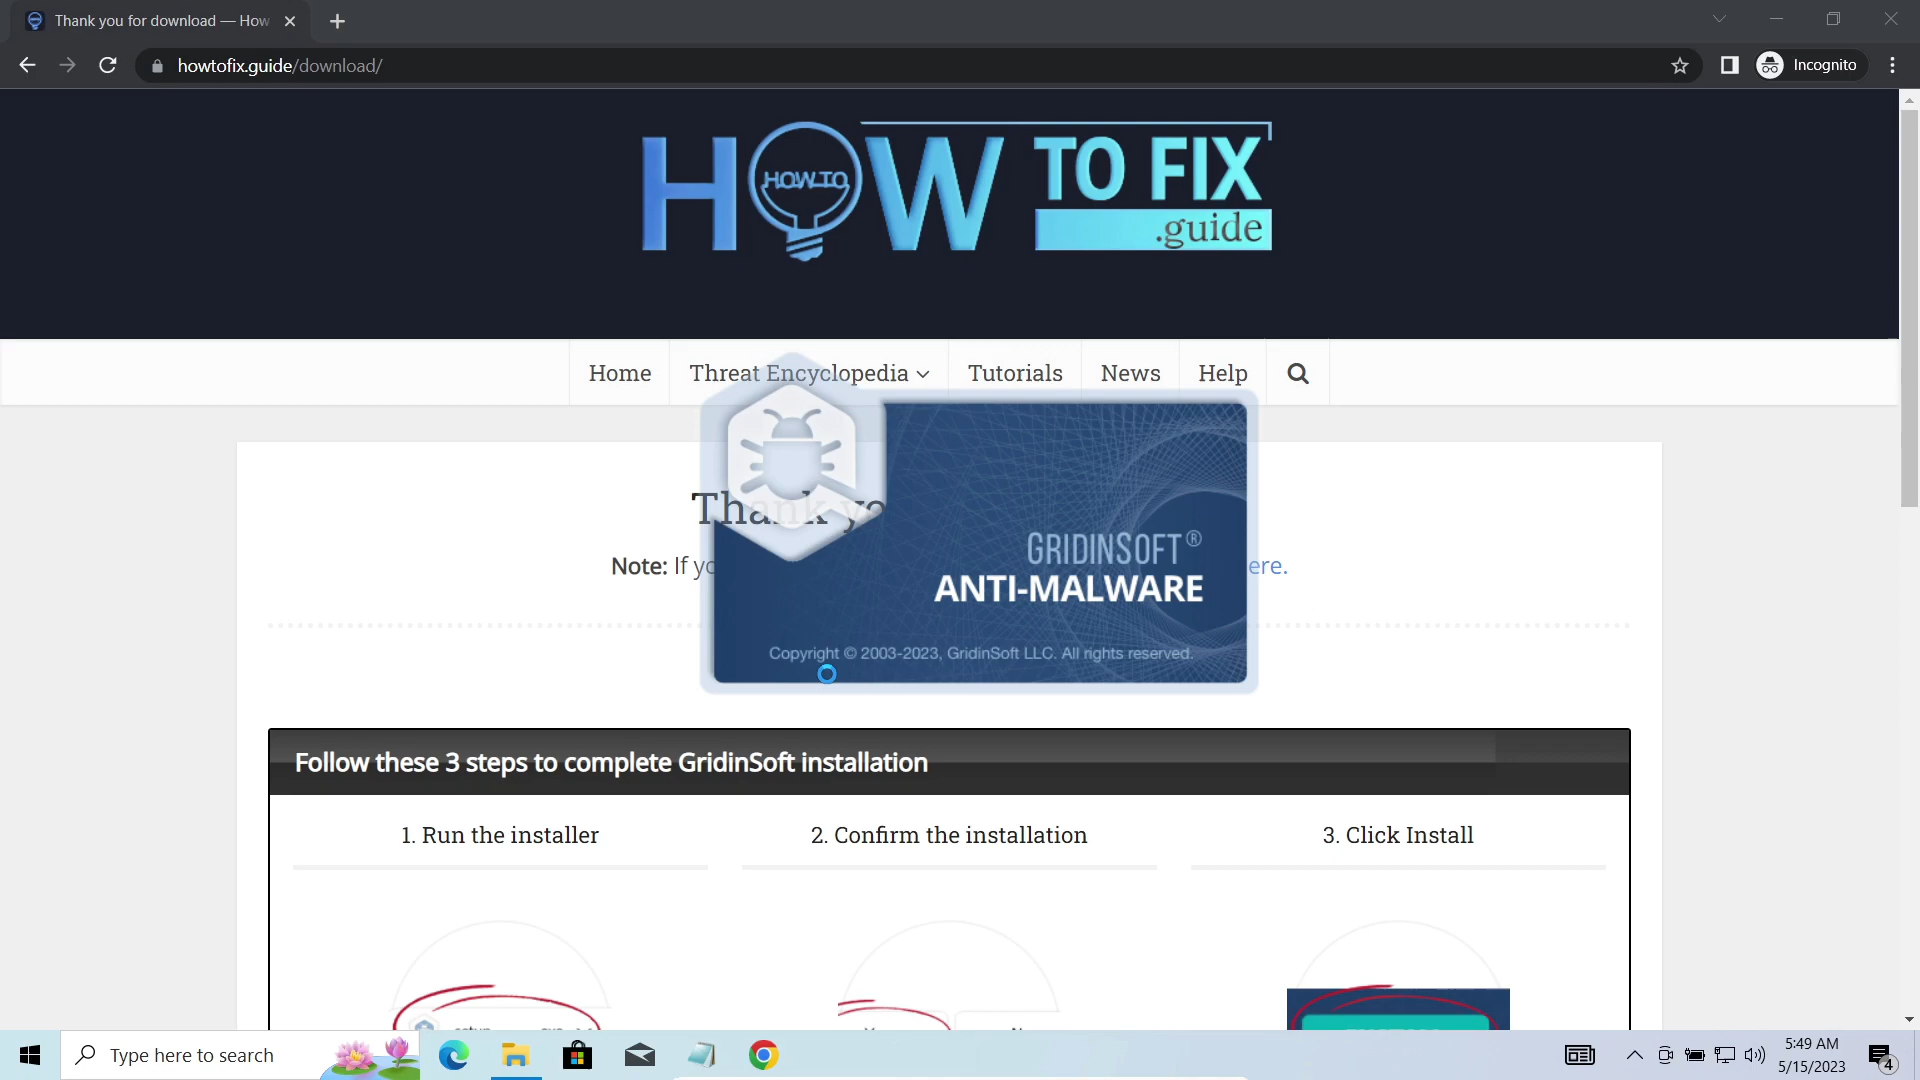 Thank you for download — How
howtofix.guide/download/
Incognito
HOW TO FIX
HOW TO
.guide
Home
Threat Encyclopedia
Tutorials
News
Help
Thank yo
Note: If yo
ere.
GRIDINSOFT®
ANTI-MALWARE
Copyright © 2003-2023, GridinSoft LLC. All rights reserved.
Follow these 3 steps to complete GridinSoft installation
1. Run the installer
2. Confirm the installation
3. Click Install
Type here to search
5:49 AM
5/15/2023
4